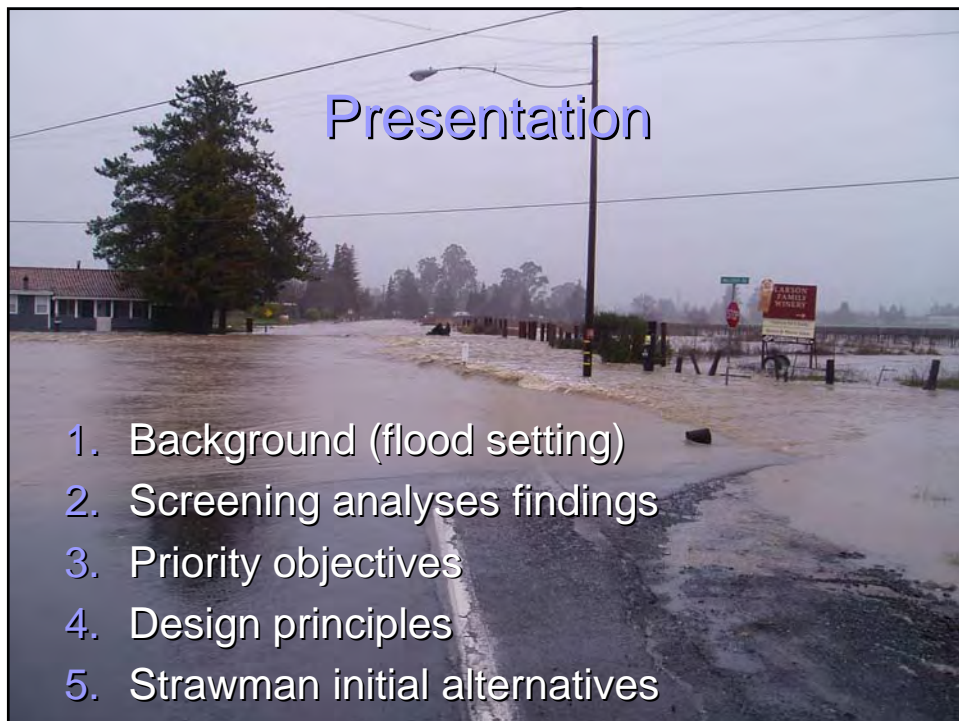 Presentation
STOP
LARSON
FAMILY
WINERY
1. Background (flood setting)
2. Screening analyses findings
3. Priority objectives
4. Design principles
5. Strawman initial alternatives